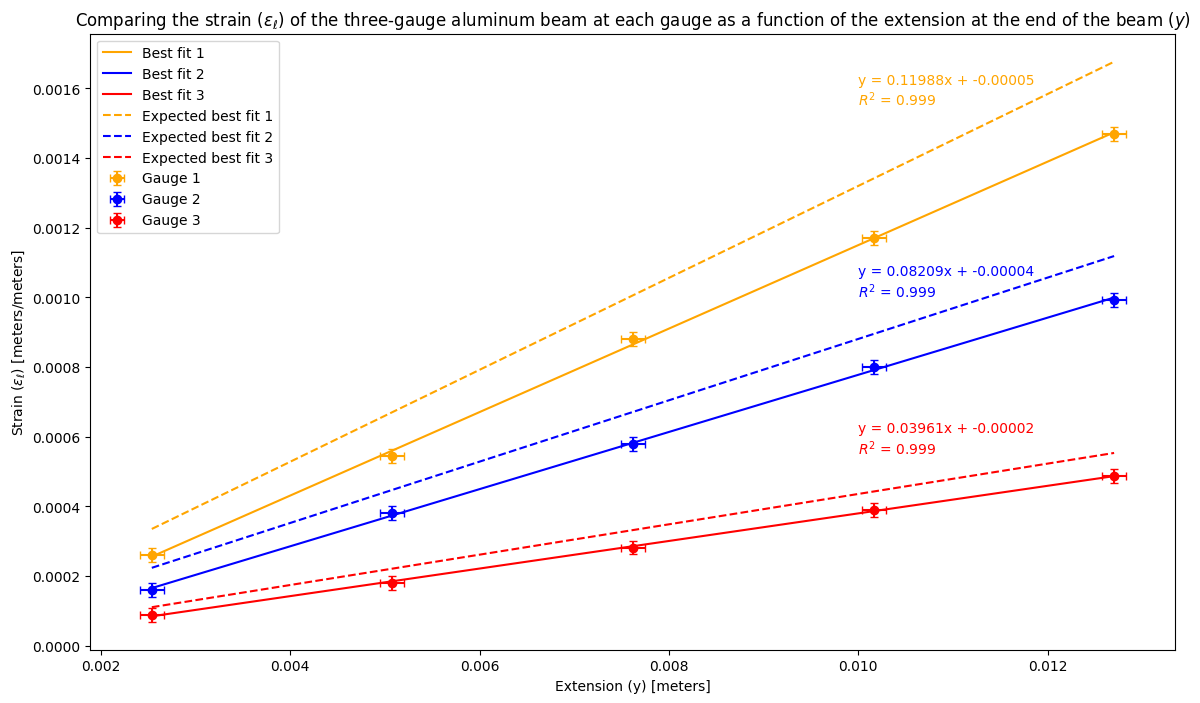 Comparing the strain (εℓ) of the three-gauge aluminum beam at each gauge as a function of the extension at the end of the beam (y)
Best fit 1
Best fit 2
Best fit 3
Expected best fit 1
Expected best fit 2
Expected best fit 3
Gauge 1
Gauge 2
Gauge 3
y = 0.11988x + -0.00005
R² = 0.999
y = 0.08209x + -0.00004
R² = 0.999
y = 0.03961x + -0.00002
R² = 0.999
Strain (εℓ) [meters/meters]
0.0016
0.0014
0.0012
0.0010
0.0008
0.0006
0.0004
0.0002
0.0000
0.002
0.004
0.006
0.008
0.010
0.012
Extension (y) [meters]